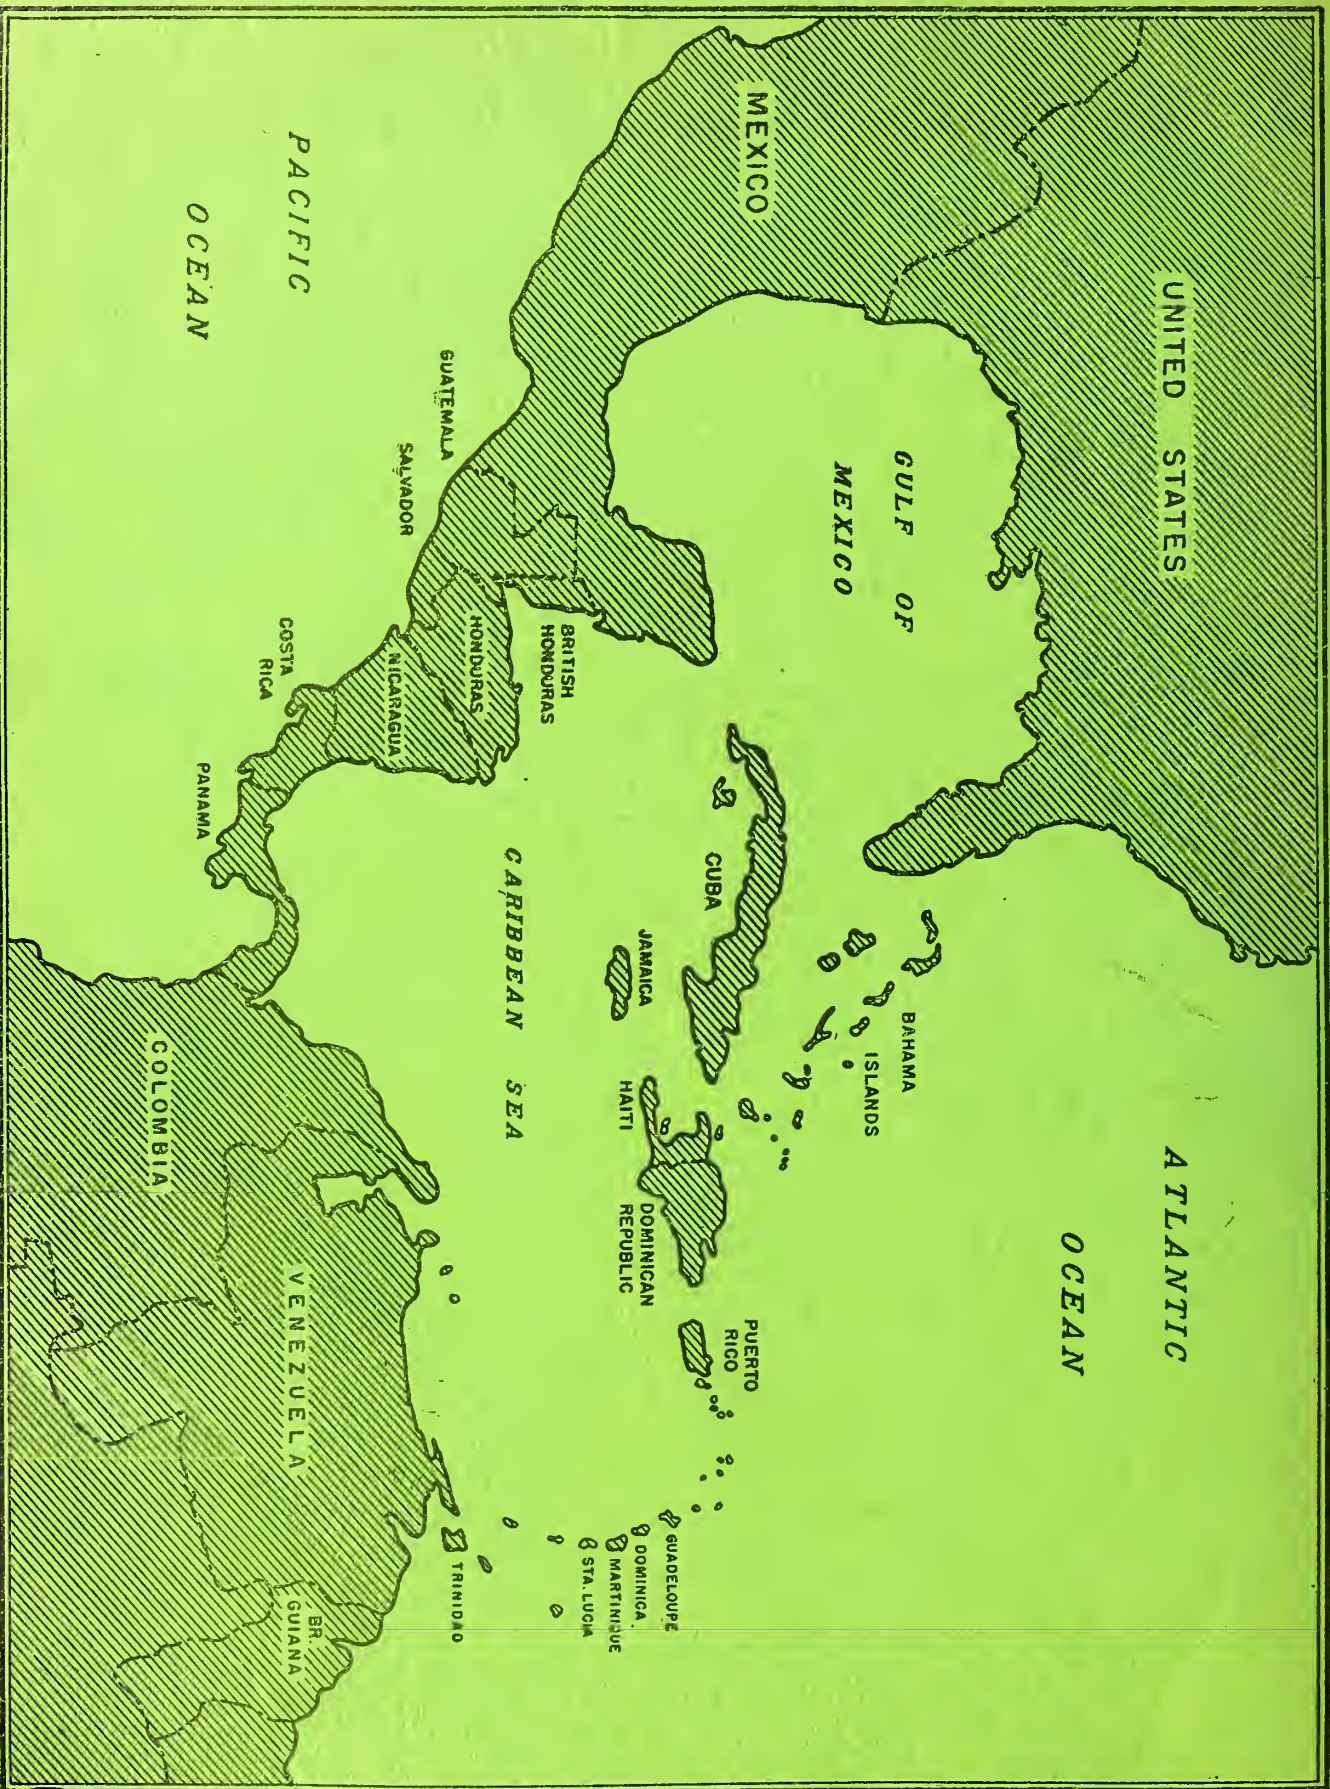 UNITED STATES
MEXICO
GULF OF
MEXICO
ATLANTIC
OCEAN
BAHAMA
ISLANDS
CUBA
JAMAICA
HAITI
DOMINICAN
REPUBLIC
PUERTO
RICO
GUADELOUPE
DOMINICA
MARTINIQUE
STA. LUCIA
TRINIDAD
CARIBBEAN SEA
BRITISH
HONDURAS
HONDURAS
GUATEMALA
SALVADOR
NICARAGUA
COSTA
RICA
PANAMA
PACIFIC
OCEAN
COLOMBIA
VENEZUELA
BR.
GUIANA